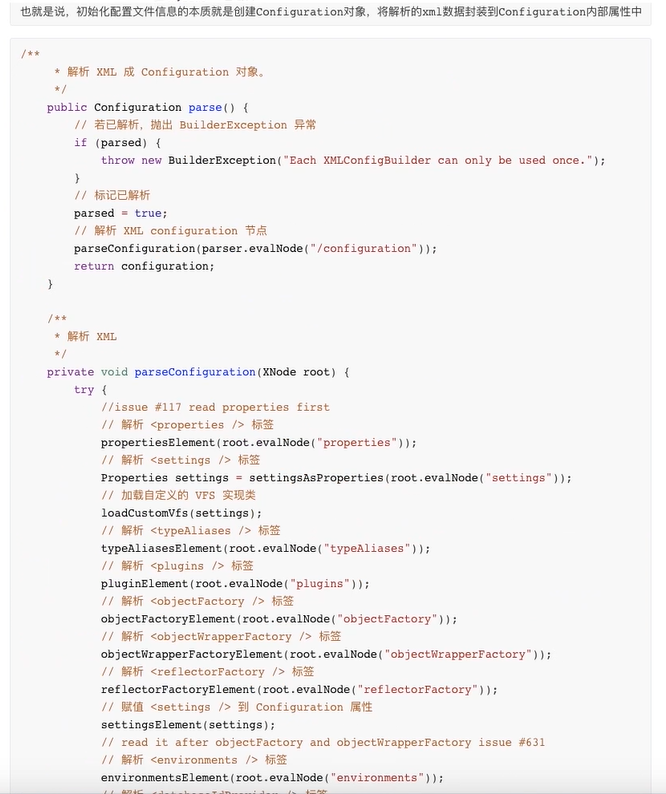 也就是说，初始化配置文件信息的本质就是创建Configuration对象，将解析的xml数据封装到Configuration内部属性中
/**
     * 解析 XML 成 Configuration 对象。
     */
    public Configuration parse() {
        // 若已解析，抛出 BuilderException 异常
        if (parsed) {
            throw new BuilderException("Each XMLConfigBuilder can only be used once.");
        }
        // 标记已解析
        parsed = true;
        // 解析 XML configuration 节点
        parseConfiguration(parser.evalNode("/configuration"));
        return configuration;
    }
    /**
     * 解析 XML
     */
    private void parseConfiguration(XNode root) {
        try {
            //issue #117 read properties first
            // 解析 <properties /> 标签
            propertiesElement(root.evalNode("properties"));
            // 解析 <settings /> 标签
            Properties settings = settingsAsProperties(root.evalNode("settings"));
            // 加载自定义的 VFS 实现类
            loadCustomVfs(settings);
            // 解析 <typeAliases /> 标签
            typeAliasesElement(root.evalNode("typeAliases"));
            // 解析 <plugins /> 标签
            pluginElement(root.evalNode("plugins"));
            // 解析 <objectFactory /> 标签
            objectFactoryElement(root.evalNode("objectFactory"));
            // 解析 <objectWrapperFactory /> 标签
            objectWrapperFactoryElement(root.evalNode("objectWrapperFactory"));
            // 解析 <reflectorFactory /> 标签
            reflectorFactoryElement(root.evalNode("reflectorFactory"));
            // 赋值 <settings /> 到 Configuration 属性
            settingsElement(settings);
            // read it after objectFactory and objectWrapperFactory issue #631
            // 解析 <environments /> 标签
            environmentsElement(root.evalNode("environments"));